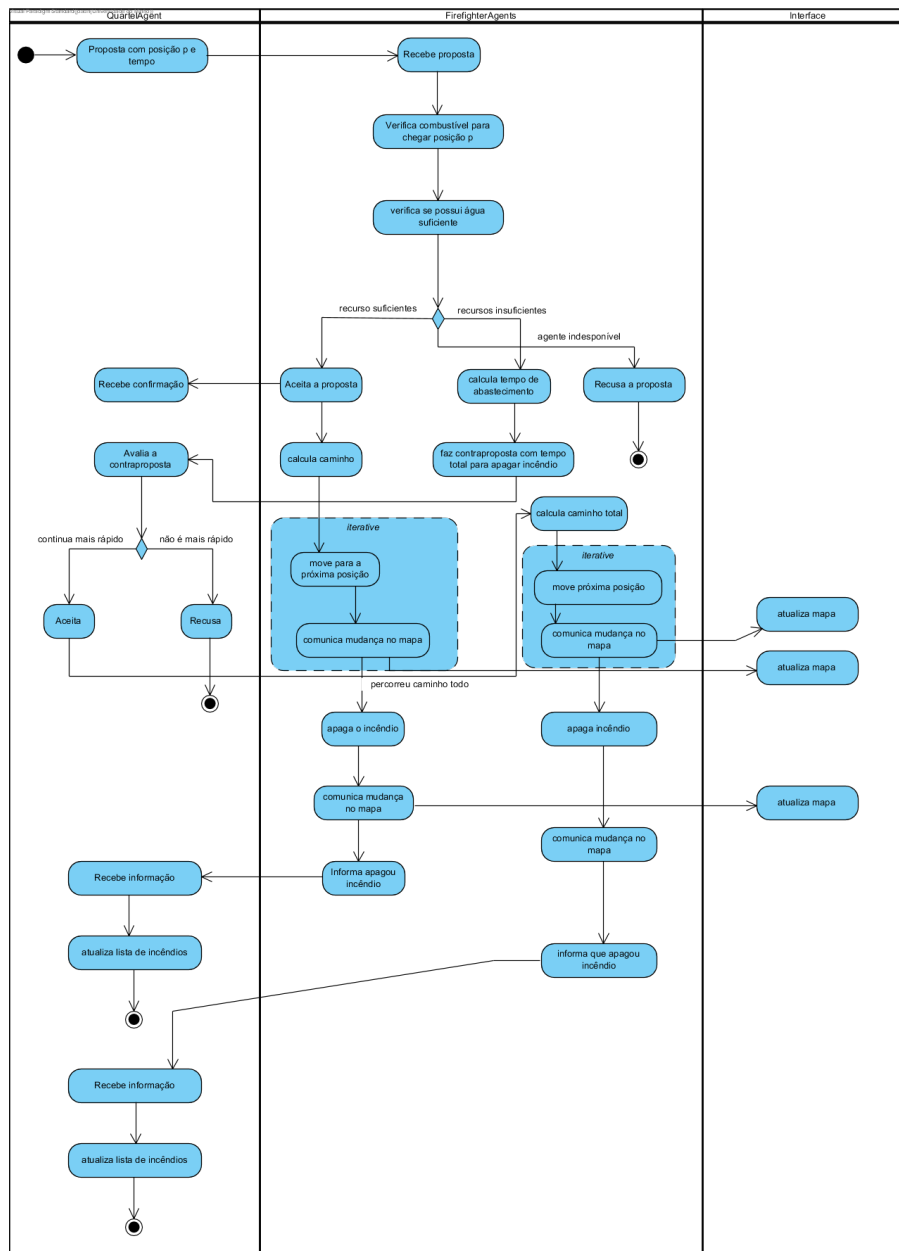 QuartelAgent
FirefighterAgents
Interface
Proposta com posição p e
tempo
Recebe proposta
Verifica combustível para
chegar posição p
verifica se possui água
suficiente
recurso suficientes
recursos insuficientes
agente indesponível
Recebe confirmação
Aceita a proposta
calcula tempo de
abastecimento
Recusa a proposta
Avalia a
contraproposta
calcula caminho
faz contraproposta com tempo
total para apagar incêndio
calcula caminho total
continua mais rápido
não é mais rápido
iterative
iterative
move para a
próxima posição
move próxima posição
Aceita
Recusa
comunica mudança no mapa
comunica mudança no
mapa
atualiza mapa
atualiza mapa
percorreu caminho todo
apaga o incêndio
apaga incêndio
comunica mudança
no mapa
atualiza mapa
comunica mudança no
mapa
Recebe informação
Informa apagou
incêndio
atualiza lista de incêndios
informa que apagou
incêndio
Recebe informação
atualiza lista de incêndios